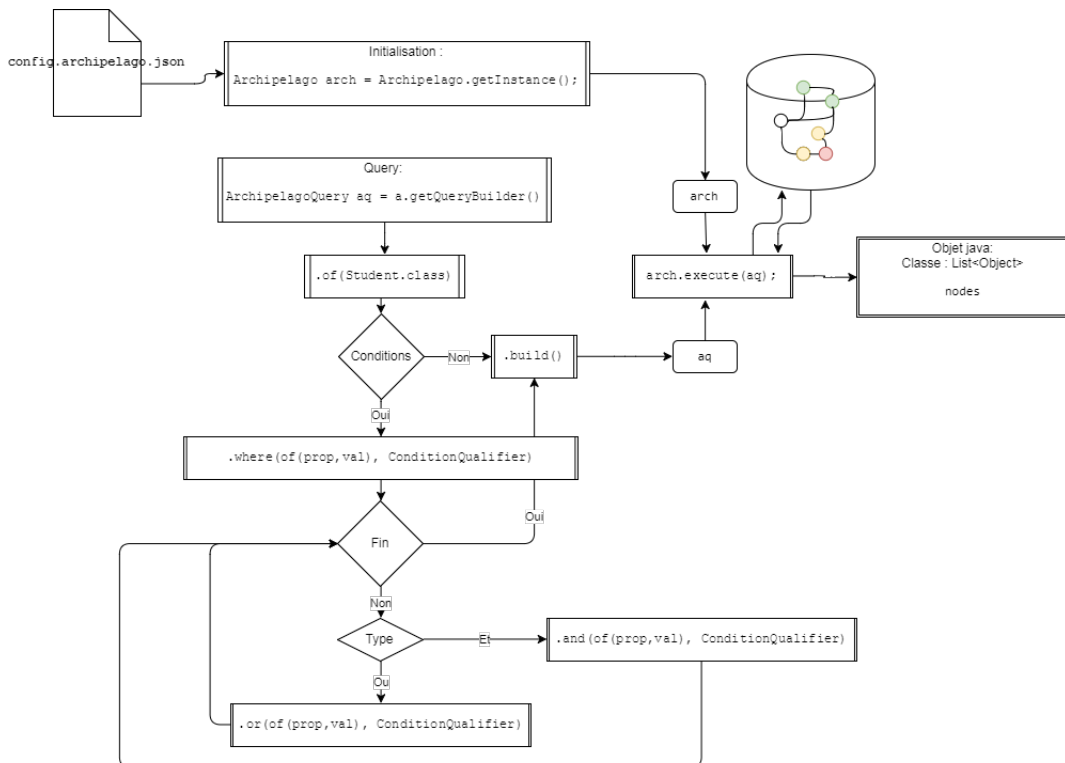 config.archipelago.json
Initialisation :
Archipelago arch = Archipelago.getInstance();
Query:
ArchipelagoQuery aq = a.getQueryBuilder()
arch
.of(Student.class)
arch.execute(aq);
Objet java:
Classe : List<Object>
nodes
Conditions
Non
.build()
aq
Oui
.where(of(prop,val), ConditionQualifier)
Oui
Fin
Non
Type
Et
.and(of(prop,val), ConditionQualifier)
Ou
.or(of(prop,val), ConditionQualifier)